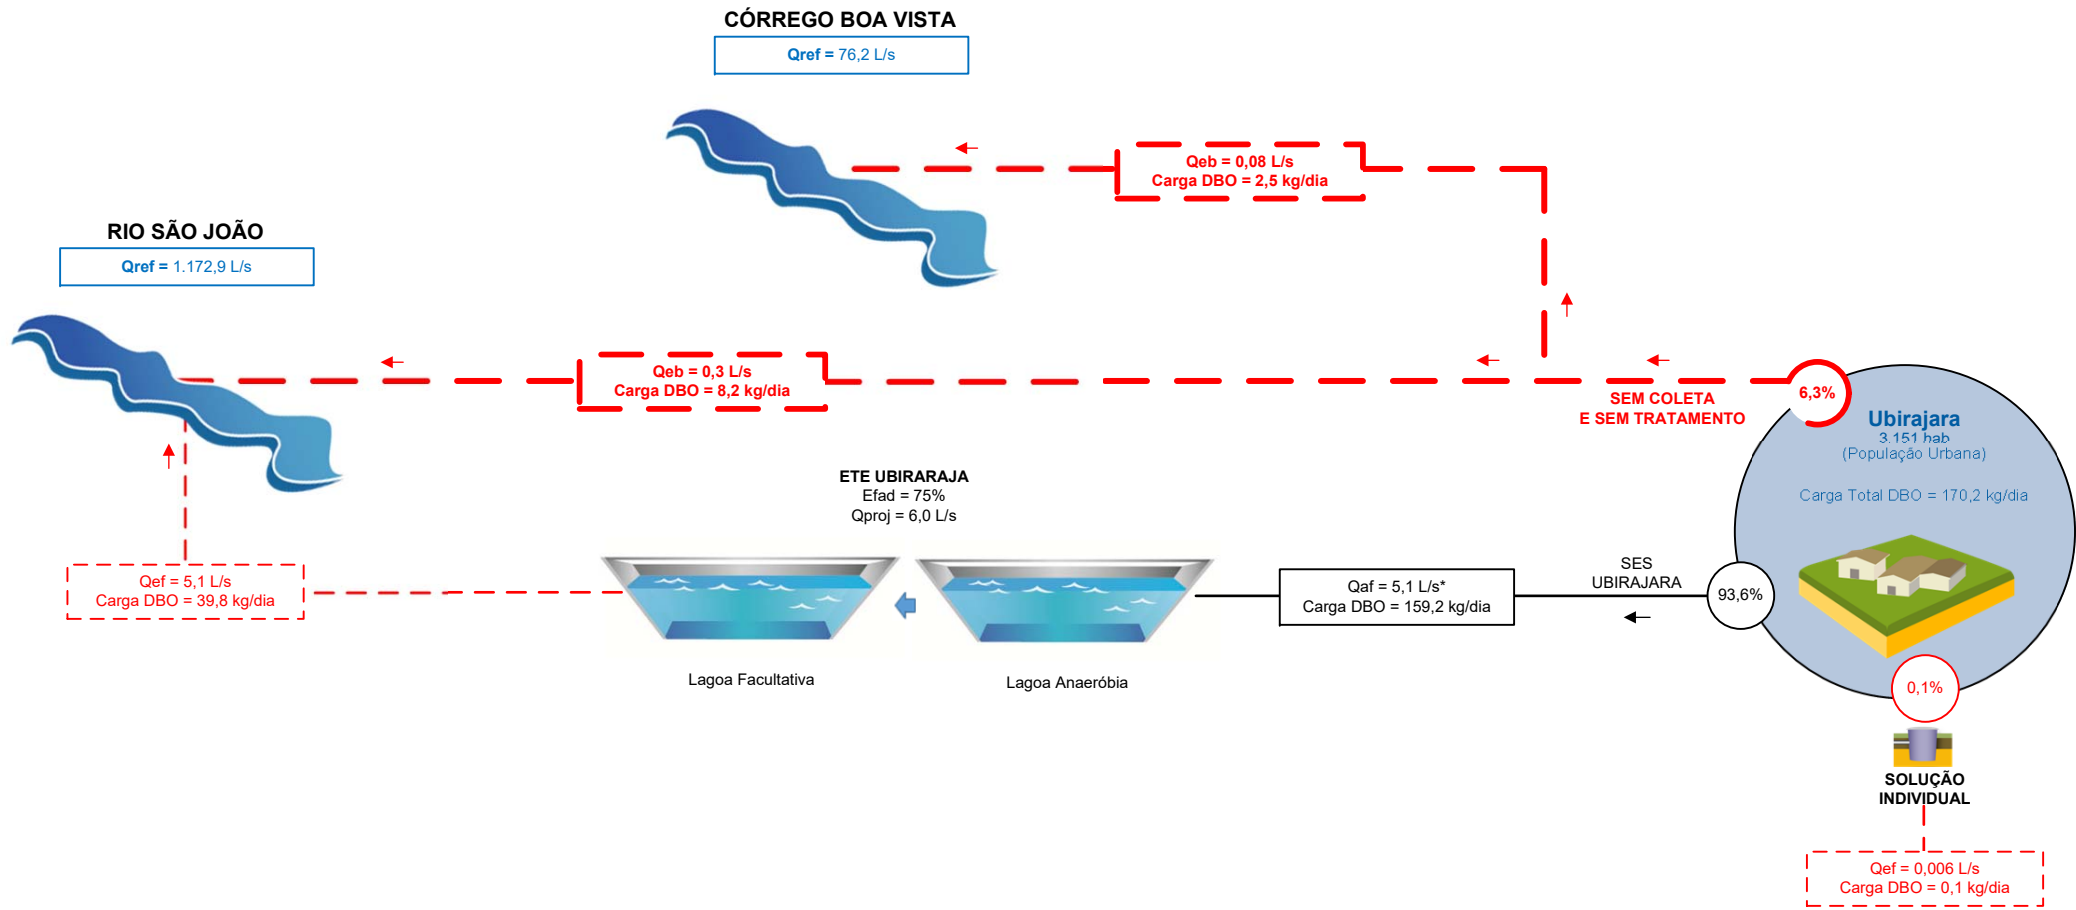 CÓRREGO BOA VISTA
Qref = 76,2 L/s
Qeb = 0,08 L/s
Carga DBO = 2,5 kg/dia
RIO SÃO JOÃO
Qref = 1.172,9 L/s
Qeb = 0,3 L/s
Carga DBO = 8,2 kg/dia
SEM COLETA
E SEM TRATAMENTO
6,3%
Ubirajara
3.151 hab
(População Urbana)
Carga Total DBO = 170,2 kg/dia
ETE UBIRARAJA
Efad = 75%
Qproj = 6,0 L/s
Qef = 5,1 L/s
Carga DBO = 39,8 kg/dia
Lagoa Facultativa
Lagoa Anaeróbia
Qaf = 5,1 L/s*
Carga DBO = 159,2 kg/dia
SES
UBIRAJARA
93,6%
0,1%
SOLUÇÃO
INDIVIDUAL
Qef = 0,006 L/s
Carga DBO = 0,1 kg/dia